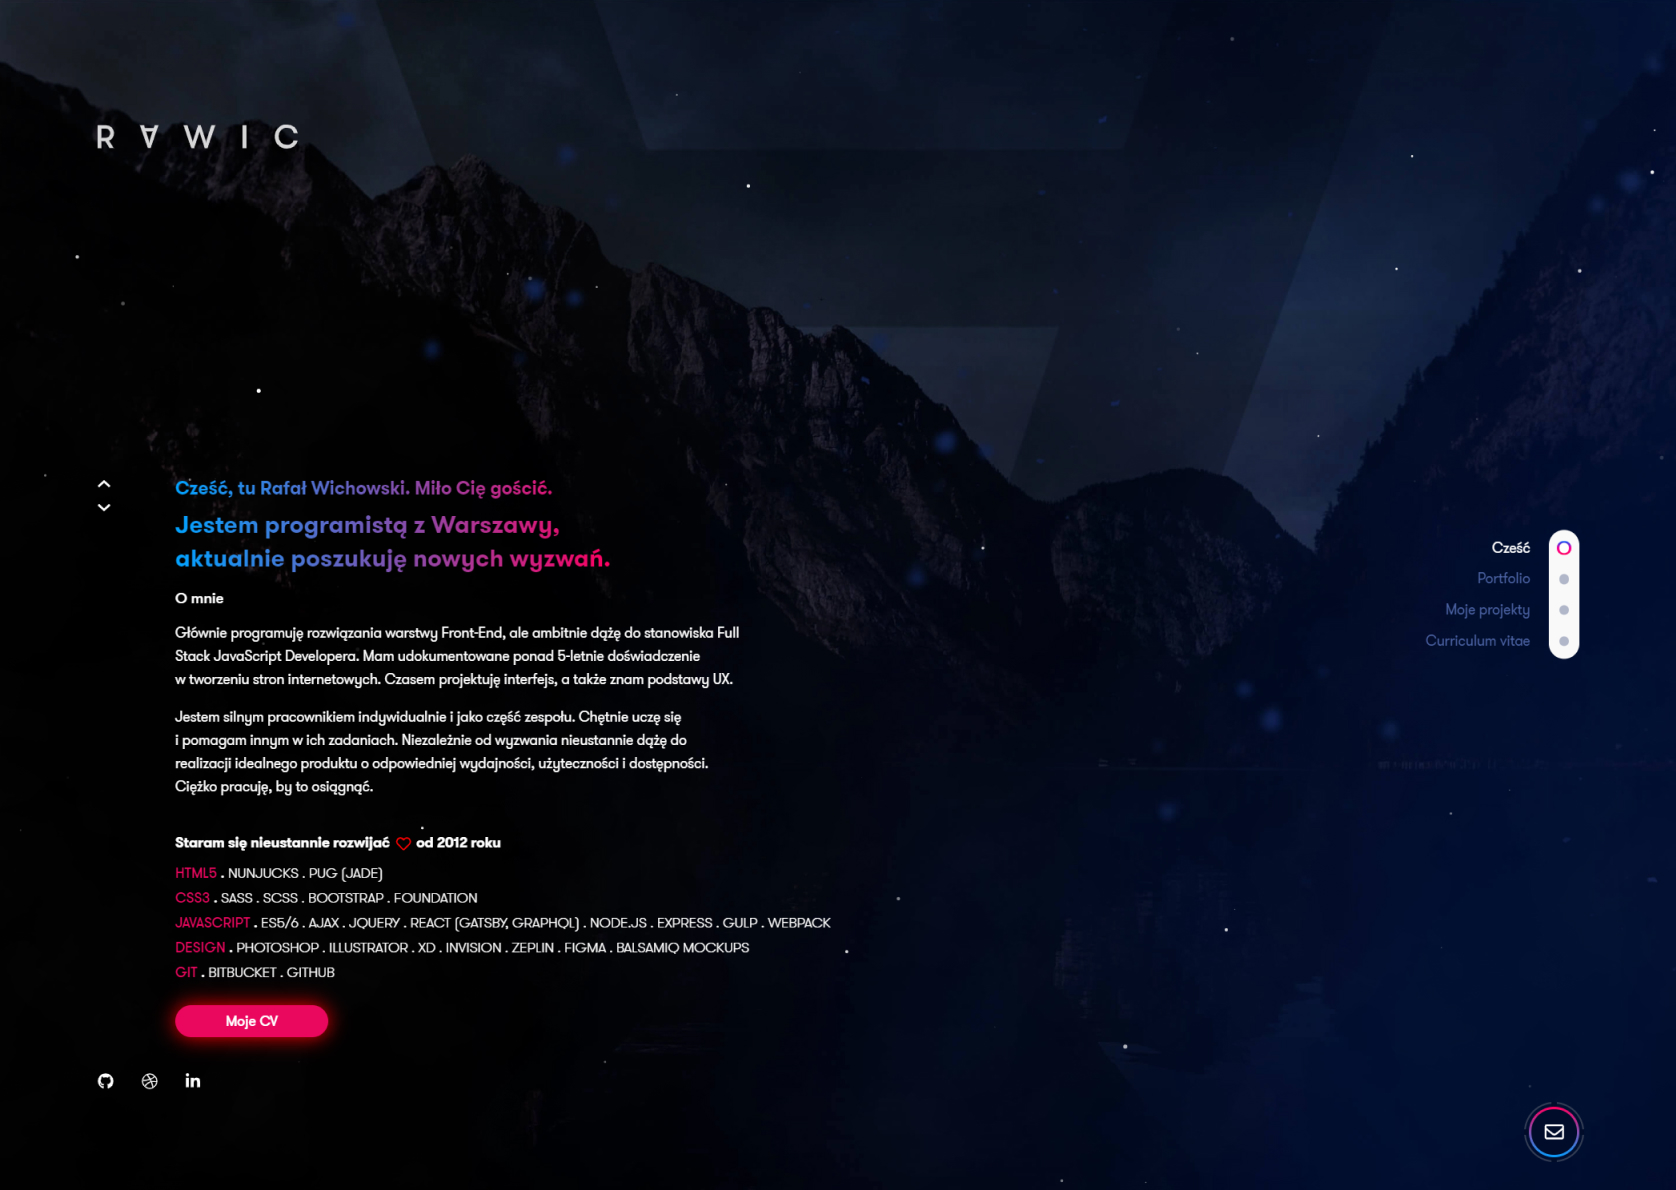 R∀WIC
Cześć, tu Rafał Wichowski. Miło Cię gościć.
Jestem programistą z Warszawy,
aktualnie poszukuję nowych wyzwań.
O mnie
Głównie programuję rozwiązania warstwy Front-End, ale ambitnie dążę do stanowiska Full
Stack JavaScript Developera. Mam udokumentowane ponad 5-letnie doświadczenie
w tworzeniu stron internetowych. Czasem projektuję interfejs, a także znam podstawy UX.
Jestem silnym pracownikiem indywidualnie i jako część zespołu. Chętnie uczę się
i pomagam innym w ich zadaniach. Niezależnie od wyzwania nieustannie dążę do
realizacji idealnego produktu o odpowiedniej wydajności, użyteczności i dostępności.
Ciężko pracuję, by to osiągnąć.
Staram się nieustannie rozwijać od 2012 roku
HTML5 . NUNJUCKS . PUG (JADE)
CSS3 . SASS . SCSS . BOOTSTRAP . FOUNDATION
JAVASCRIPT . ES5/6 . AJAX . JQUERY . REACT (GATSBY, GRAPHQL) . NODE.JS . EXPRESS . GULP . WEBPACK
DESIGN . PHOTOSHOP . ILLUSTRATOR . XD . INVISION . ZEPLIN . FIGMA . BALSAMIQ MOCKUPS
GIT . BITBUCKET . GITHUB
Moje CV
Cześć
Portfolio
Moje projekty
Curriculum vitae